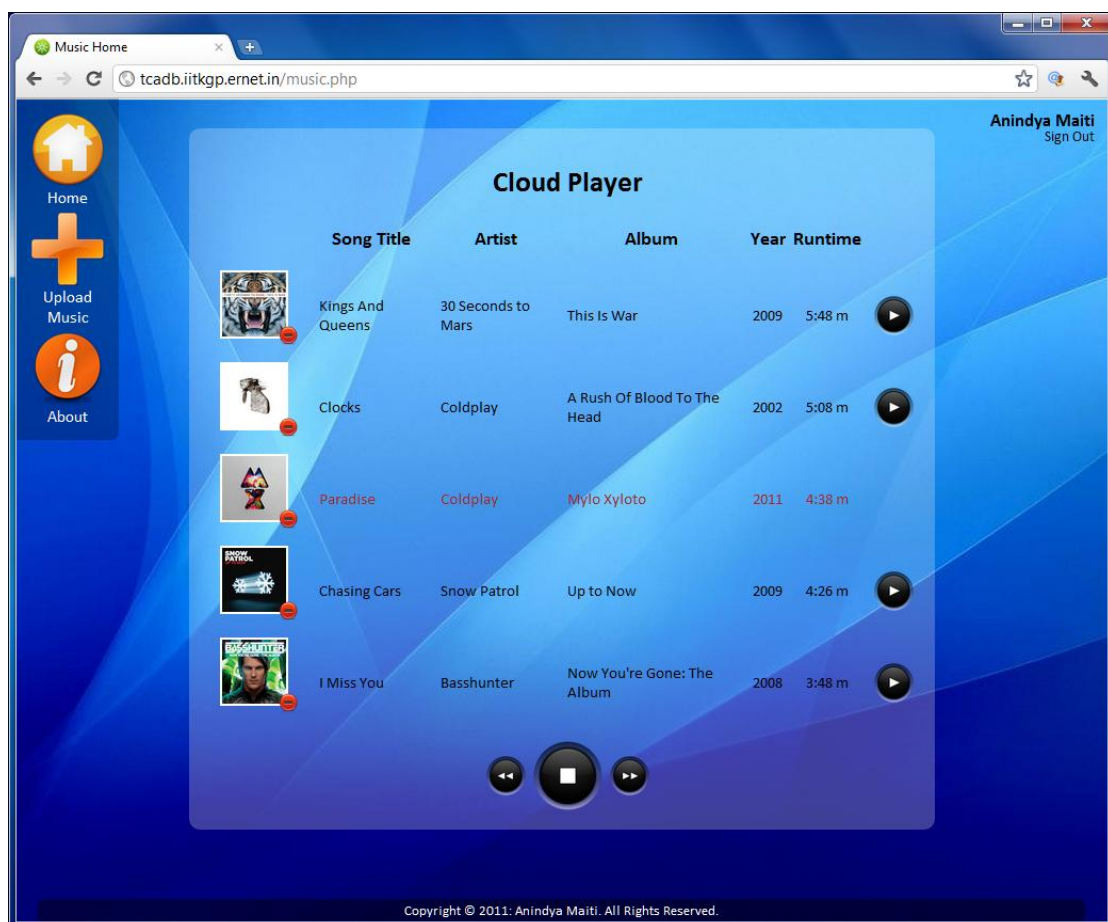 Music Home
tcadb.iitkgp.ernet.in/music.php
Anindya Maiti
Sign Out
Home
Upload
Music
About
Cloud Player
Song Title Artist Album Year Runtime
Kings And
Queens
30 Seconds to
Mars
This Is War
2009
5:48 m
Clocks
Coldplay
A Rush Of Blood To The
Head
2002
5:08 m
Paradise
Coldplay
Mylo Xyloto
2011
4:38 m
SNOW
PATROL
Chasing Cars
Snow Patrol
Up to Now
2009
4:26 m
BASSHUNTER
I Miss You
Basshunter
Now You're Gone: The
Album
2008
3:48 m
Copyright © 2011: Anindya Maiti. All Rights Reserved.